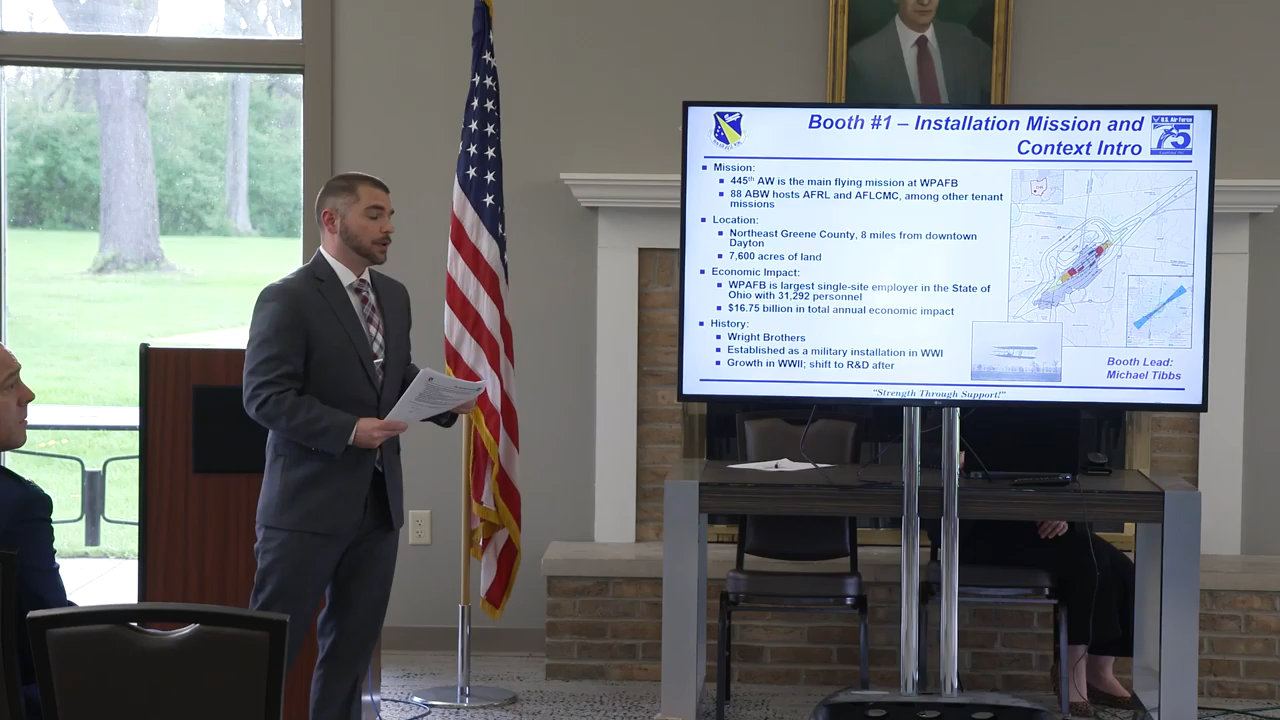 Booth #1 – Installation Mission and
Context Intro
U.S. Air Force
75
Mission:
445th AW is the main flying mission at WPAFB
88 ABW hosts AFRL and AFLCMC, among other tenant
missions
Location:
Northeast Greene County, 8 miles from downtown
Dayton
7,600 acres of land
Economic Impact:
WPAFB is largest single-site employer in the State of
Ohio with 31,292 personnel
$16.75 billion in total annual economic impact
History:
Wright Brothers
Established as a military installation in WWI
Growth in WWII; shift to R&D after
Booth Lead:
Michael Tibbs
"Strength Through Support!"
LG